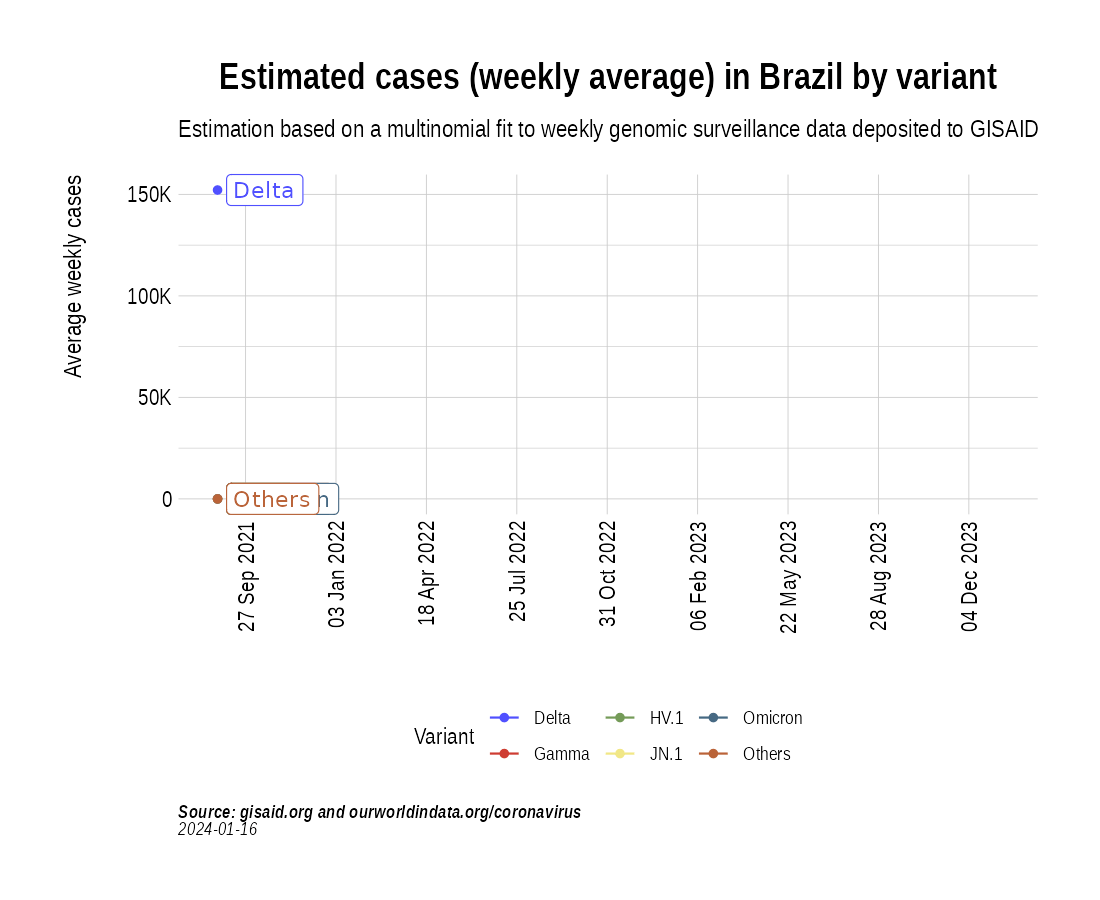 Estimated cases (weekly average) in Brazil by variant
Estimation based on a multinomial fit to weekly genomic surveillance data deposited to GISAID
Average weekly cases
150K
100K
50K
0
Delta
Others
n
27 Sep 2021
03 Jan 2022
18 Apr 2022
25 Jul 2022
31 Oct 2022
06 Feb 2023
22 May 2023
28 Aug 2023
04 Dec 2023
Variant
Delta
HV.1
Omicron
Gamma
JN.1
Others
Source: gisaid.org and ourworldindata.org/coronavirus
2024-01-16